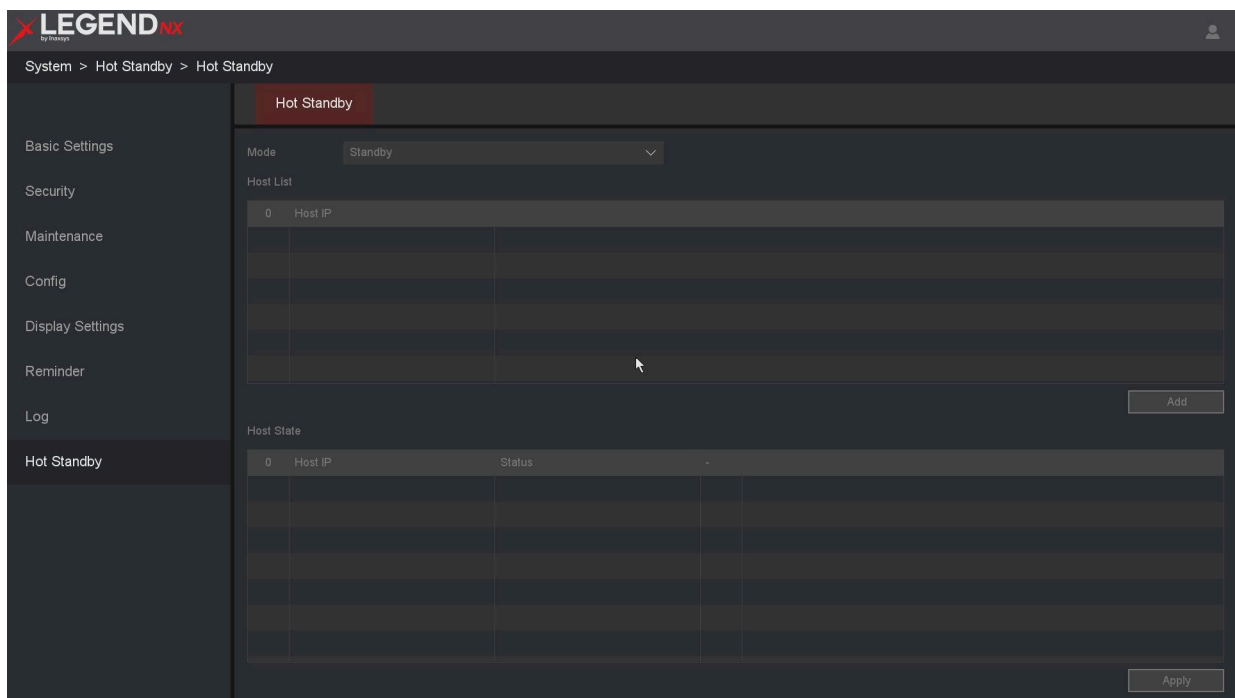 LEGEND NX
by Inaxsys
System > Hot Standby > Hot Standby
Hot Standby
Basic Settings
Security
Maintenance
Config
Display Settings
Reminder
Log
Hot Standby
Mode Standby
Host List
0 Host IP
Add
Host State
0 Host IP Status -
Apply